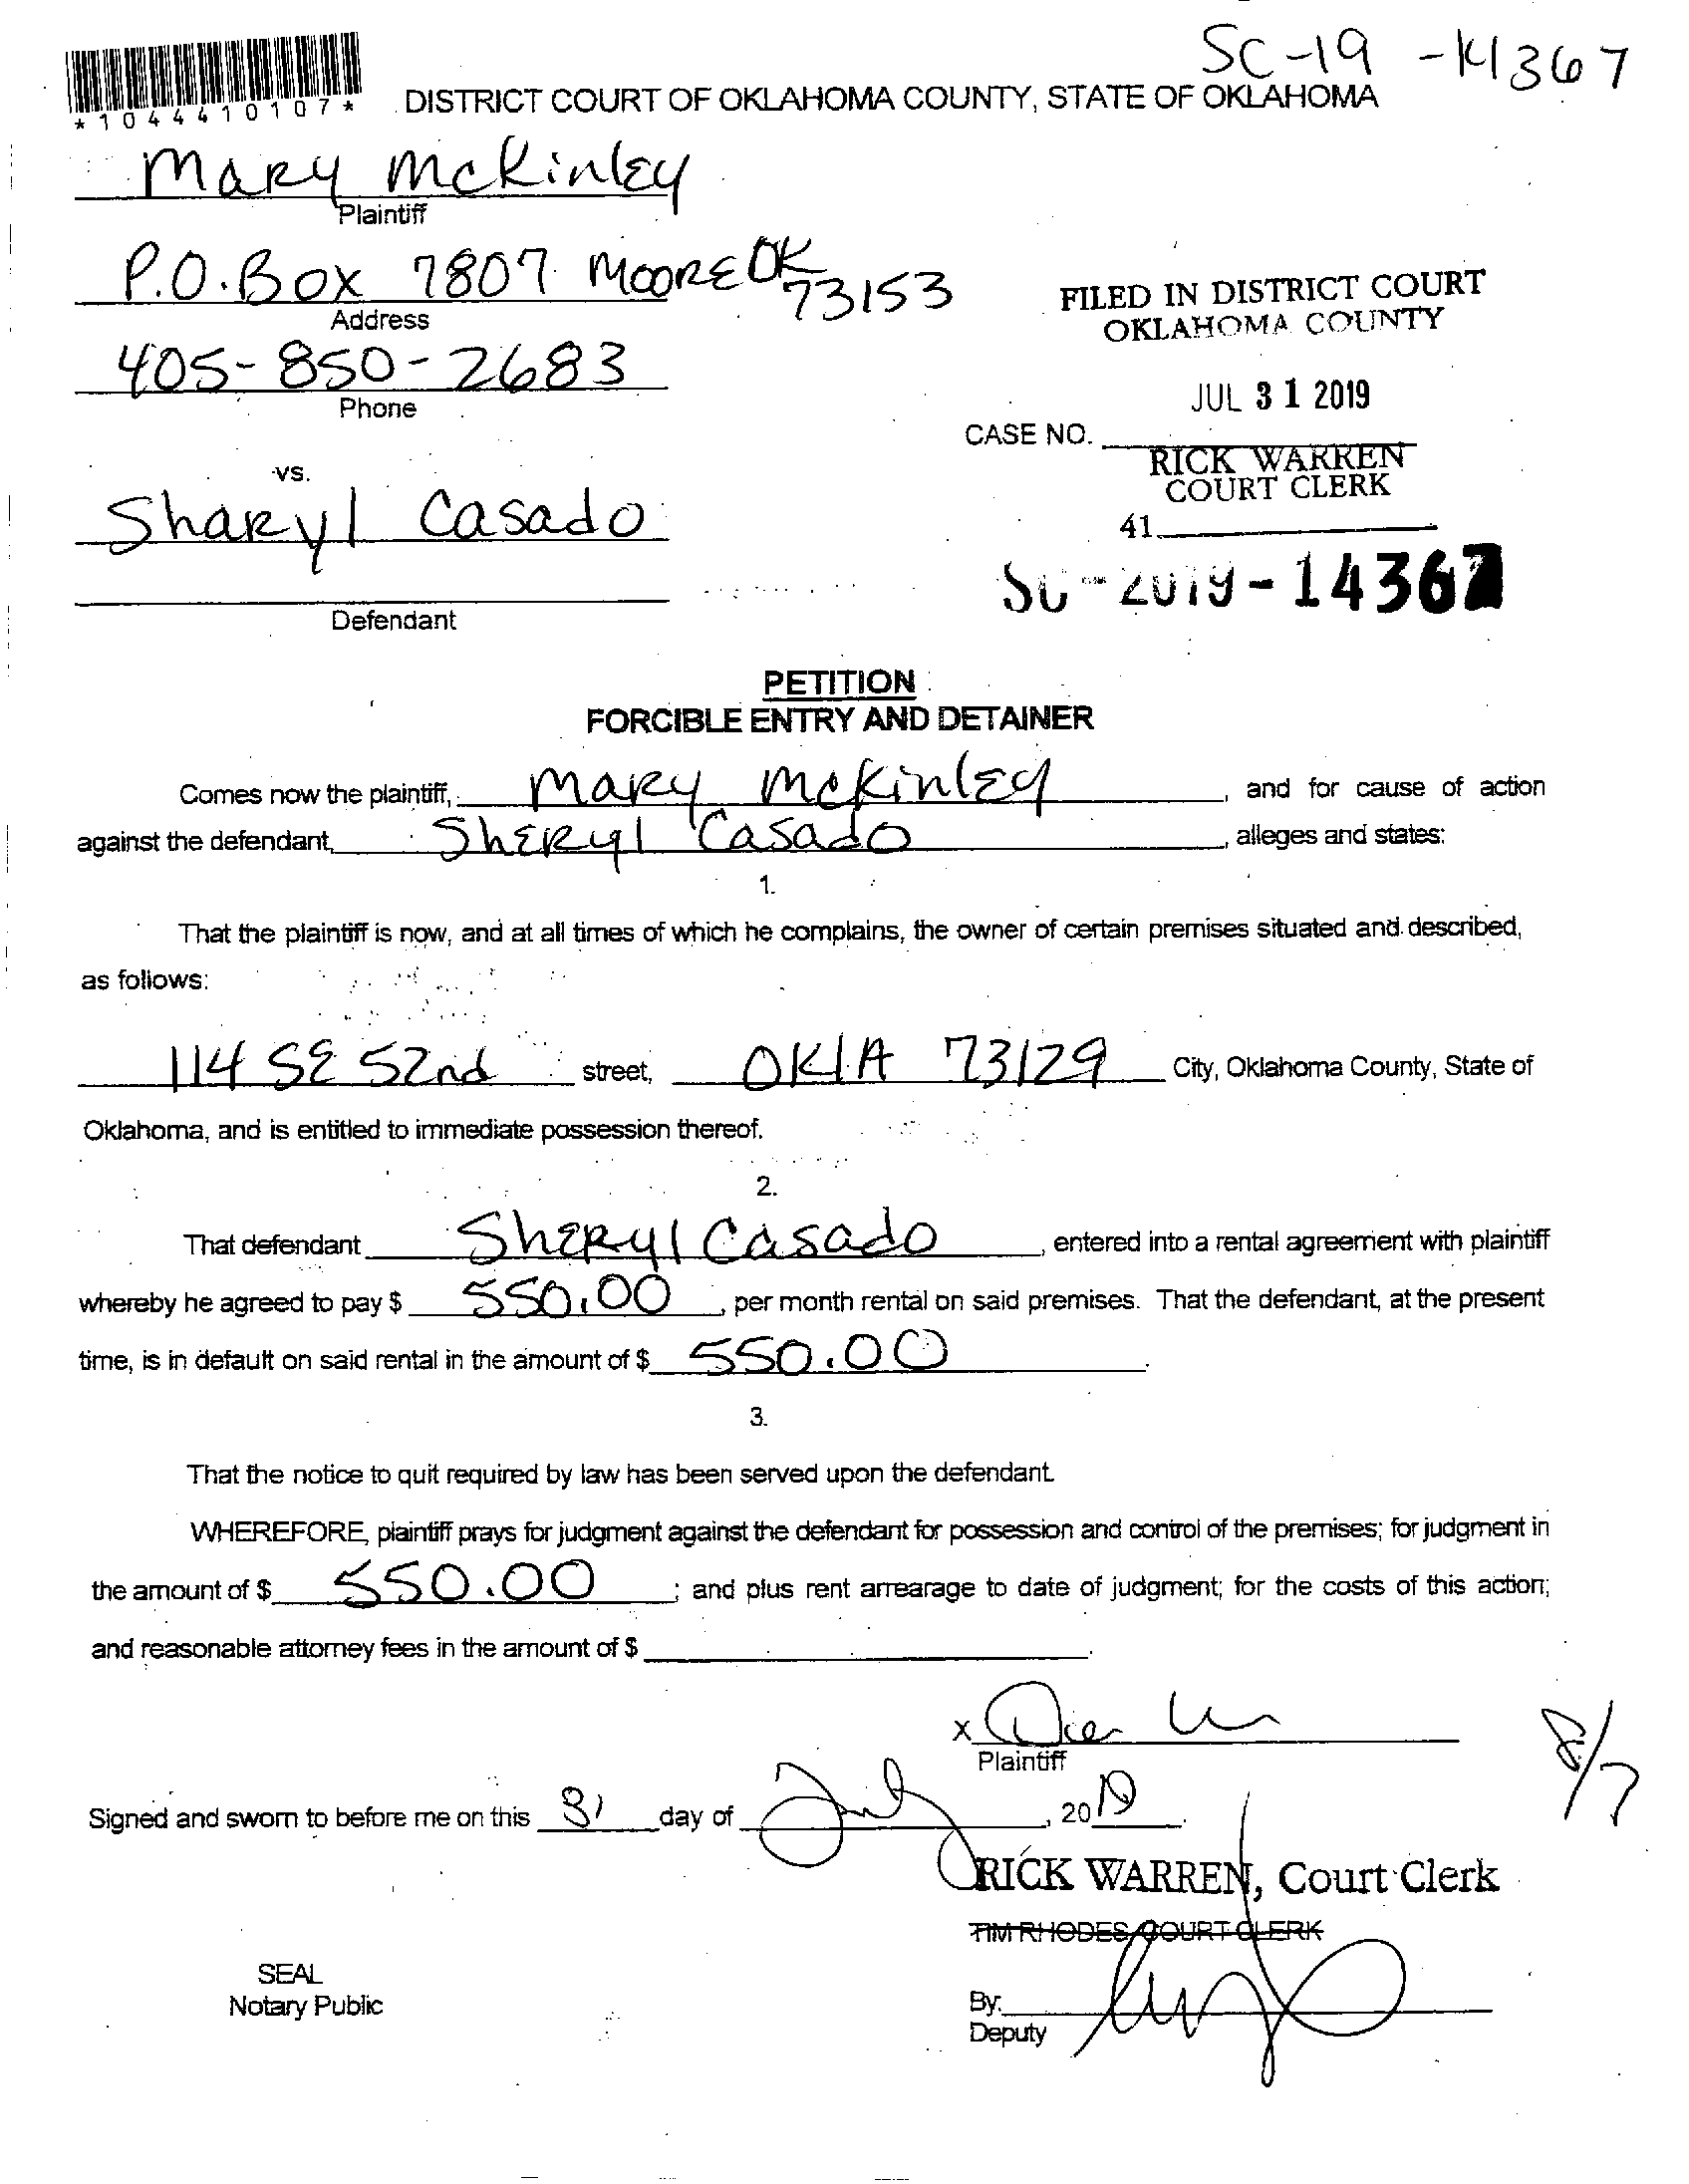 SC-19 -14367
*1044410107*
DISTRICT COURT OF OKLAHOMA COUNTY, STATE OF OKLAHOMA
Mary McKinley
Plaintiff
P.O. Box 7807 Moore OK 73153
Address
405-850-2683
Phone
FILED IN DISTRICT COURT
OKLAHOMA COUNTY
JUL 31 2019
CASE NO.
RICK WARREN
COURT CLERK
41
vs.
Sharyl Casado
SC-2019-14367
Defendant
PETITION
FORCIBLE ENTRY AND DETAINER
Comes now the plaintiff, Mary McKinley, and for cause of action
against the defendant, Sheryl Casado, alleges and states:
1.
That the plaintiff is now, and at all times of which he complains, the owner of certain premises situated and described,
as follows:
114 SE 52nd street, OKlA 73129 City, Oklahoma County, State of
Oklahoma, and is entitled to immediate possession thereof.
2.
That defendant Sheryl Casado, entered into a rental agreement with plaintiff
whereby he agreed to pay $ 550.00, per month rental on said premises. That the defendant, at the present
time, is in default on said rental in the amount of $ 550.00.
3.
That the notice to quit required by law has been served upon the defendant.
WHEREFORE, plaintiff prays for judgment against the defendant for possession and control of the premises; for judgment in
the amount of $ 550.00; and plus rent arrearage to date of judgment; for the costs of this action;
and reasonable attorney fees in the amount of $
x
Plaintiff
8/7
Signed and sworn to before me on this 31 day of July, 2019.
RICK WARREN, Court Clerk
TIM RHODES COURT CLERK
SEAL
Notary Public
By:
Deputy